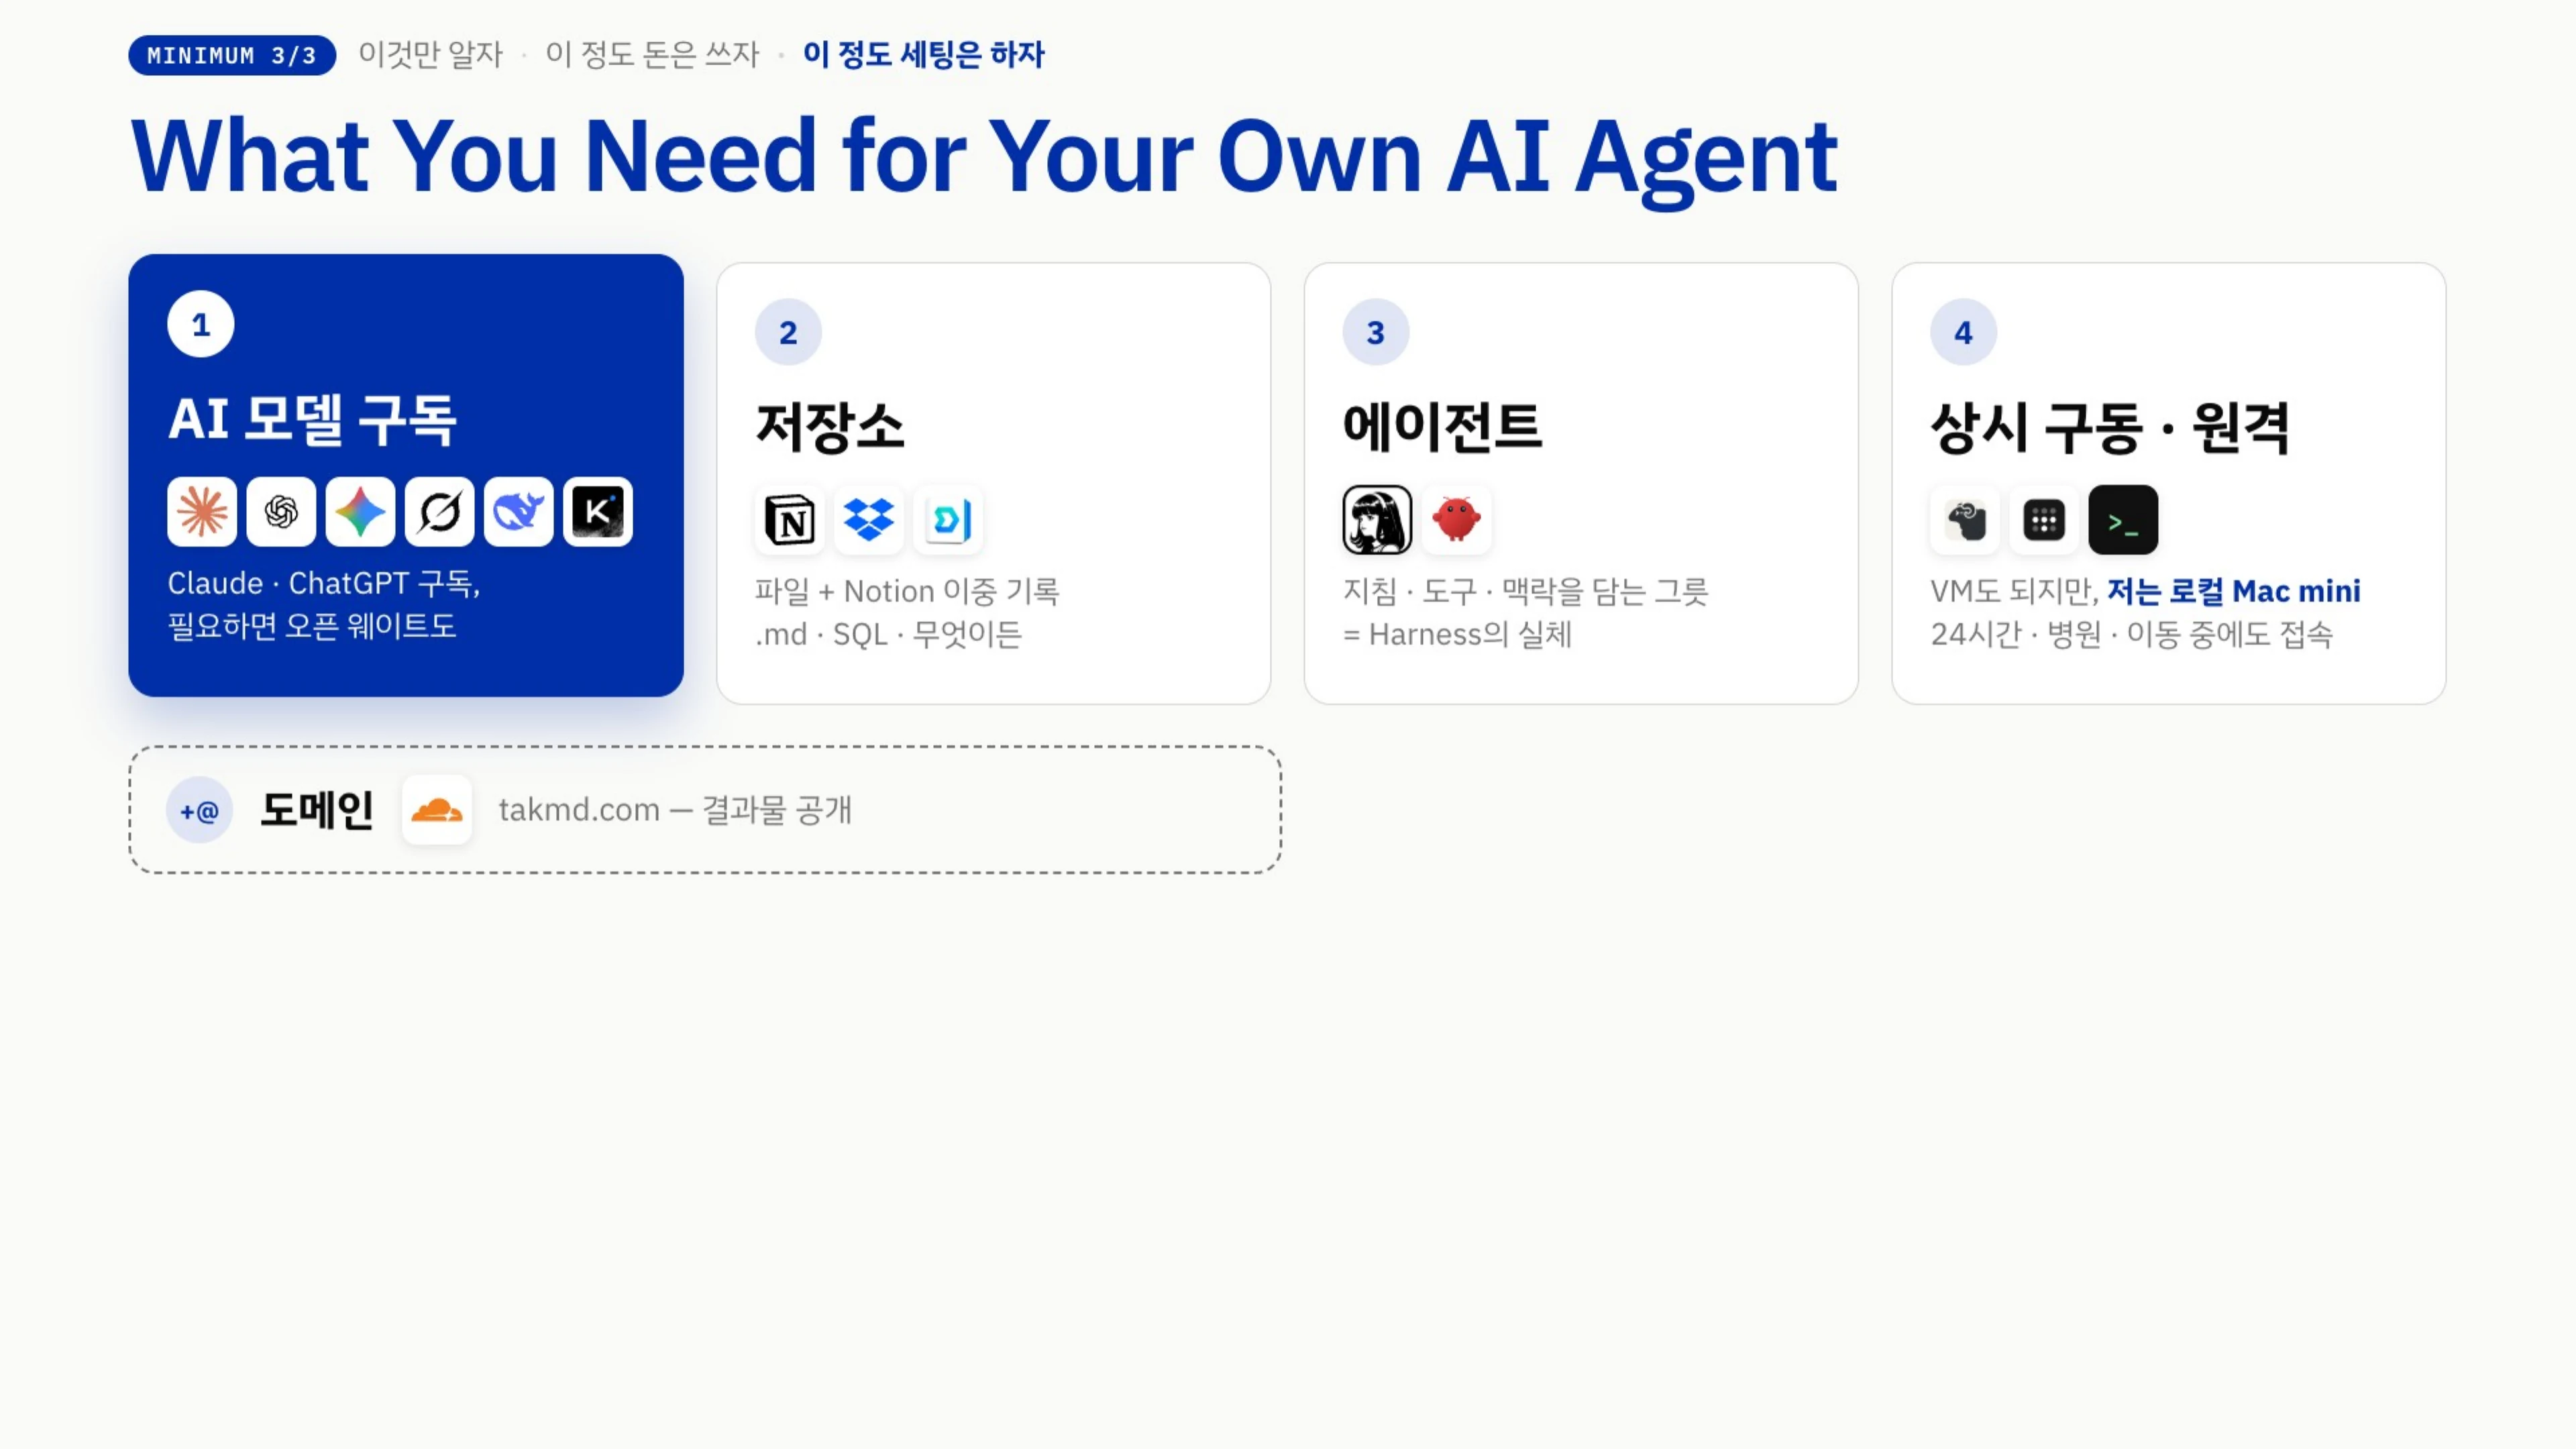 MINIMUM 3/3 이것만 알자 · 이 정도 돈은 쓰자 · 이 정도 세팅은 하자
What You Need for Your Own AI Agent
1
AI 모델 구독
K
Claude · ChatGPT 구독,
필요하면 오픈 웨이트도
2
저장소
N
파일 + Notion 이중 기록
.md · SQL · 무엇이든
3
에이전트
지침 · 도구 · 맥락을 담는 그릇
= Harness의 실체
4
상시 구동 · 원격
>_
VM도 되지만, 저는 로컬 Mac mini
24시간 · 병원 · 이동 중에도 접속
+@ 도메인 takmd.com — 결과물 공개